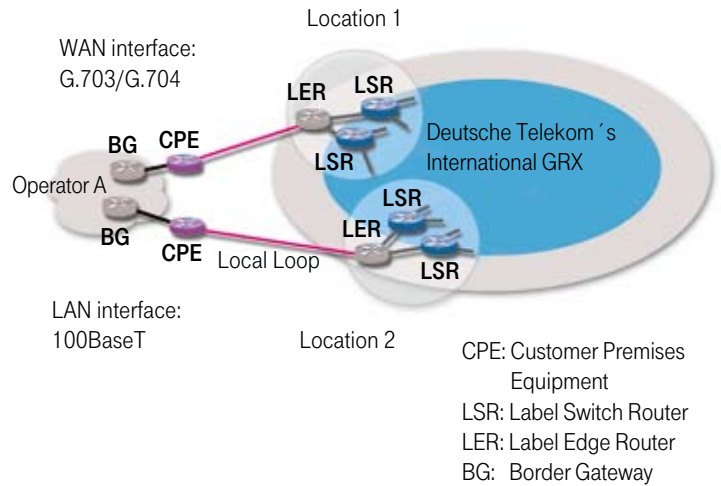 Location 1
WAN interface:
G.703/G.704
LER
LSR
BG
CPE
LSR
Deutsche Telekom´s
International GRX
Operator A
LSR
BG
CPE
LER
Local Loop
LSR
LAN interface:
100BaseT
Location 2
CPE: Customer Premises
Equipment
LSR: Label Switch Router
LER: Label Edge Router
BG: Border Gateway